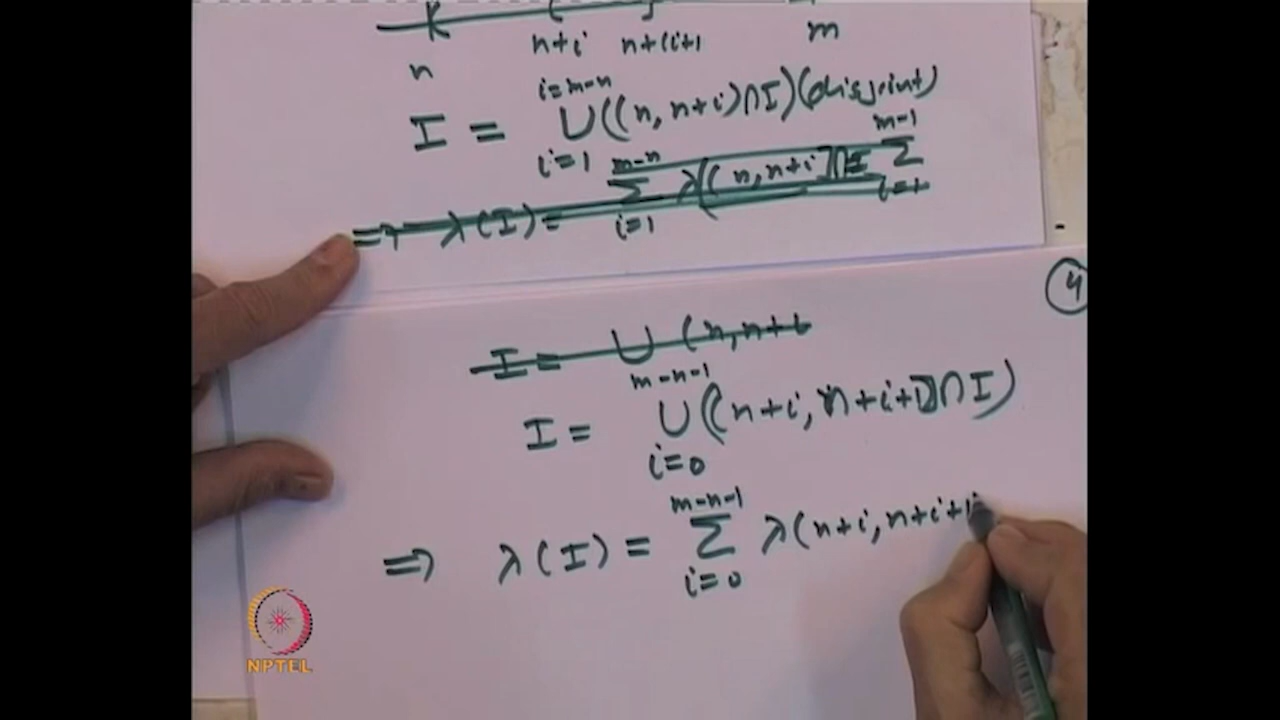 n+i n+(i+1 m
n
i=m-n
I = ∪((n, n+i)∩I)(disjoint)
i=1
m-n m-1
⇒ λ(I) = Σ λ((n, n+i]∩I Σ
i=1 i=1
4
I = ∪ (n, n+i
m-n-1
I = ∪((n+i, n+i+1]∩I)
i=0
m-n-1
⇒ λ(I) = Σ λ(n+i, n+i+1
i=0
NPTEL